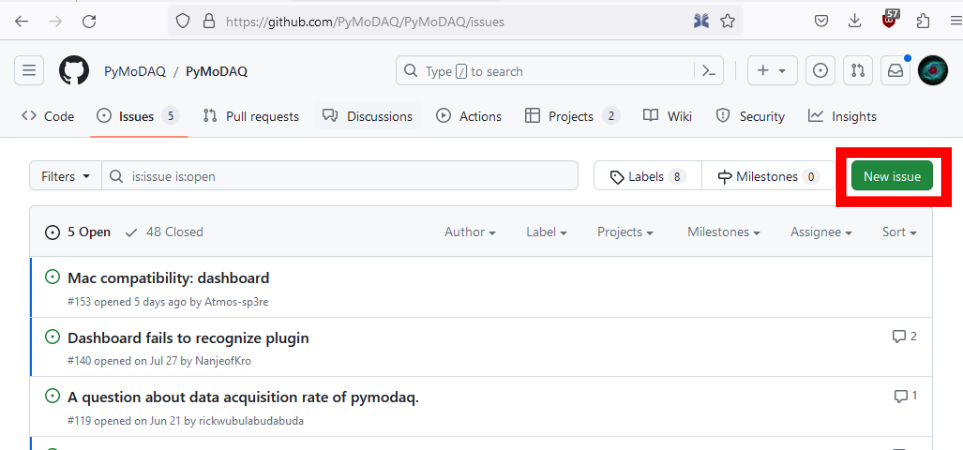 https://github.com/PyMoDAQ/PyMoDAQ/issues
57
PyMoDAQ / PyMoDAQ
Type / to search
Code
Issues 5
Pull requests
Discussions
Actions
Projects 2
Wiki
Security
Insights
Filters
is:issue is:open
Labels 8
Milestones 0
New issue
5 Open
48 Closed
Author
Label
Projects
Milestones
Assignee
Sort
Mac compatibility: dashboard
#153 opened 5 days ago by Atmos-sp3re
Dashboard fails to recognize plugin
2
#140 opened on Jul 27 by NanjeofKro
A question about data acquisition rate of pymodaq.
1
#119 opened on Jun 21 by rickwubulabudabuda